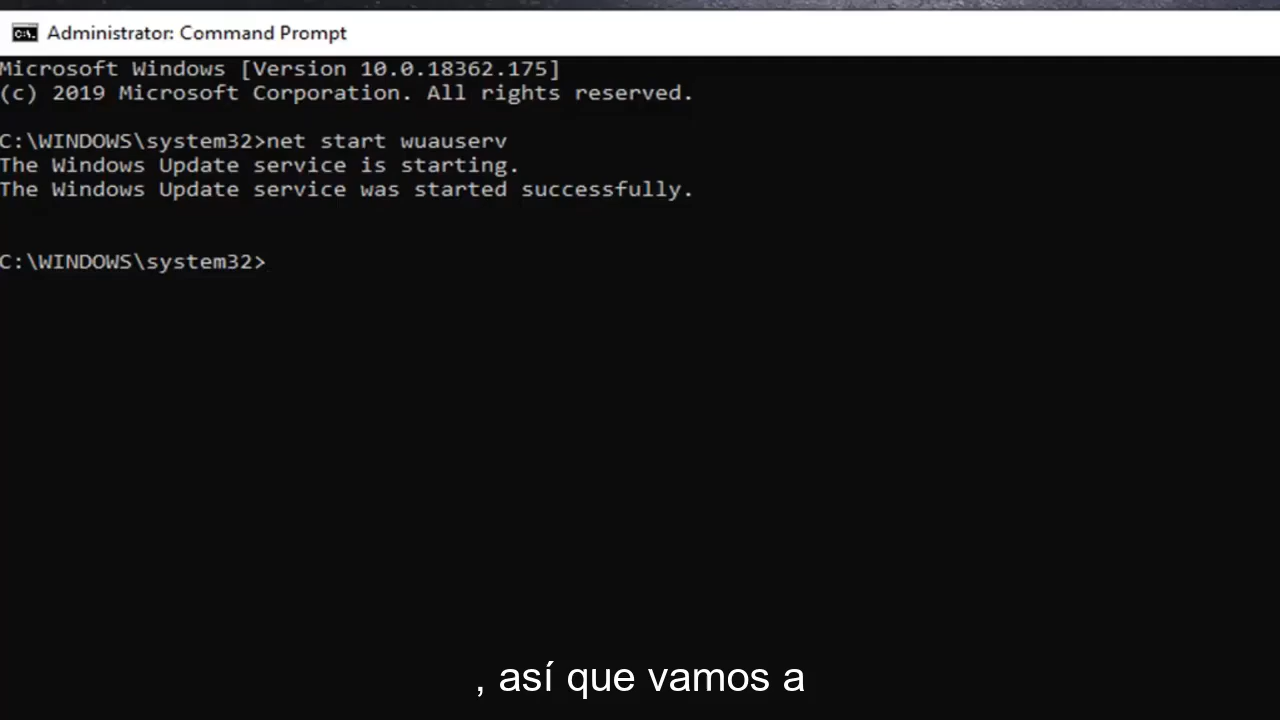 Administrator: Command Prompt
Microsoft Windows [Version 10.0.18362.175]
(c) 2019 Microsoft Corporation. All rights reserved.
C:\WINDOWS\system32>net start wuauserv
The Windows Update service is starting.
The Windows Update service was started successfully.
C:\WINDOWS\system32>
, así que vamos a